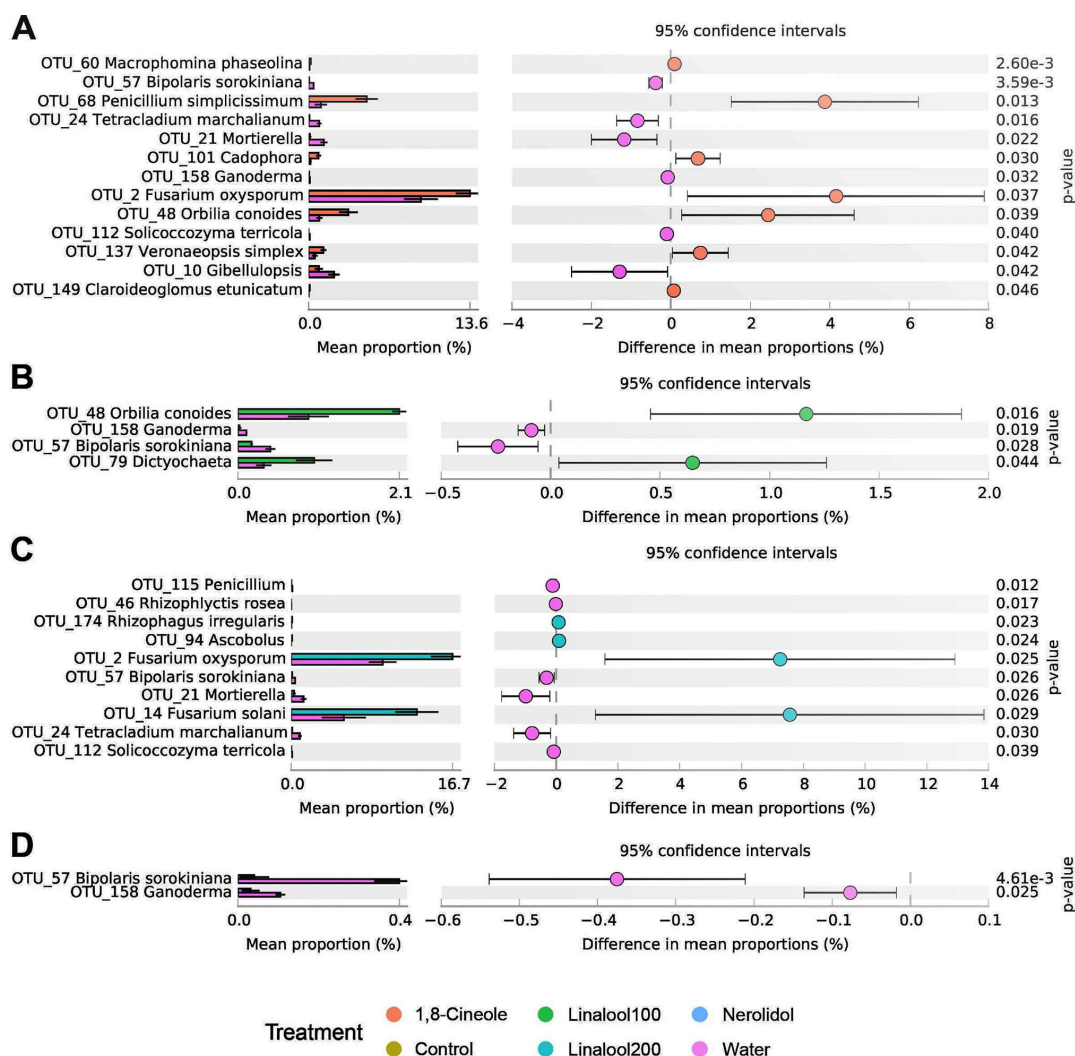 A
95% confidence intervals
OTU_60 Macrophomina phaseolina 2.60e-3
OTU_57 Bipolaris sorokiniana 3.59e-3
OTU_68 Penicillium simplicissimum 0.013
OTU_24 Tetracladium marchalianum 0.016
OTU_21 Mortierella 0.022
OTU_101 Cadophora 0.030
OTU_158 Ganoderma 0.032
OTU_2 Fusarium oxysporum 0.037
OTU_48 Orbilia conoides 0.039
OTU_112 Solicoccozyma terricola 0.040
OTU_137 Veronaeopsis simplex 0.042
OTU_10 Gibellulopsis 0.042
OTU_149 Claroideoglomus etunicatum 0.046
p-value
0.0 13.6 −4 −2 0 2 4 6 8
Mean proportion (%) Difference in mean proportions (%)
B
95% confidence intervals
OTU_48 Orbilia conoides 0.016
OTU_158 Ganoderma 0.019
OTU_57 Bipolaris sorokiniana 0.028
OTU_79 Dictyochaeta 0.044
p-value
0.0 2.1 −0.5 0.0 0.5 1.0 1.5 2.0
Mean proportion (%) Difference in mean proportions (%)
C
95% confidence intervals
OTU_115 Penicillium 0.012
OTU_46 Rhizophlyctis rosea 0.017
OTU_174 Rhizophagus irregularis 0.023
OTU_94 Ascobolus 0.024
OTU_2 Fusarium oxysporum 0.025
OTU_57 Bipolaris sorokiniana 0.026
OTU_21 Mortierella 0.026
OTU_14 Fusarium solani 0.029
OTU_24 Tetracladium marchalianum 0.030
OTU_112 Solicoccozyma terricola 0.039
p-value
0.0 16.7 −2 0 2 4 6 8 10 12 14
Mean proportion (%) Difference in mean proportions (%)
D
95% confidence intervals
OTU_57 Bipolaris sorokiniana 4.61e-3
OTU_158 Ganoderma 0.025
p-value
0.0 0.4 −0.6 −0.5 −0.4 −0.3 −0.2 −0.1 0.0 0.1
Mean proportion (%) Difference in mean proportions (%)
Treatment
1,8-Cineole Linalool100 Nerolidol
Control Linalool200 Water